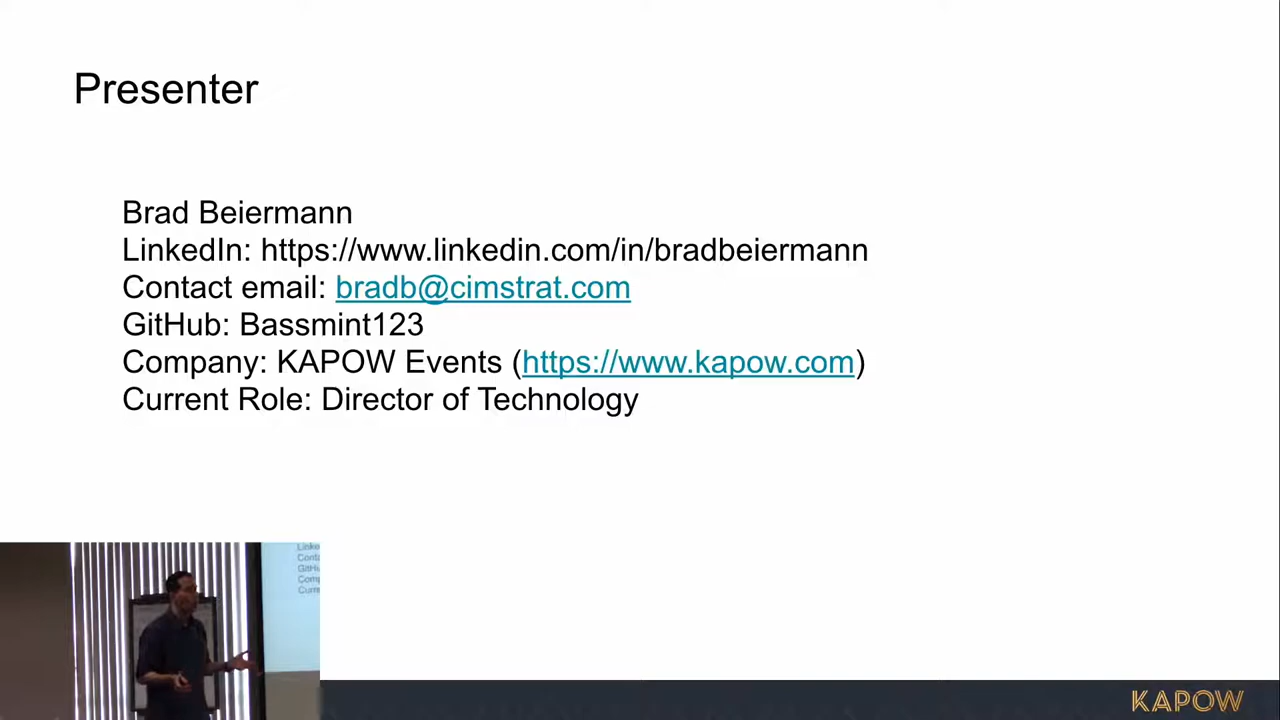 Presenter
Brad Beiermann
LinkedIn: https://www.linkedin.com/in/bradbeiermann
Contact email: bradb@cimstrat.com
GitHub: Bassmint123
Company: KAPOW Events (https://www.kapow.com)
Current Role: Director of Technology
KAPOW